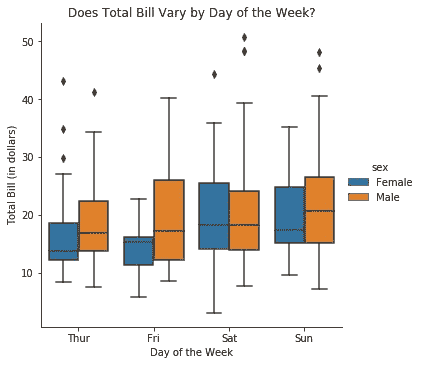 Does Total Bill Vary by Day of the Week?
50
40
30
20
10
Total Bill (in dollars)
Thur Fri Sat Sun
Day of the Week
sex
Female
Male